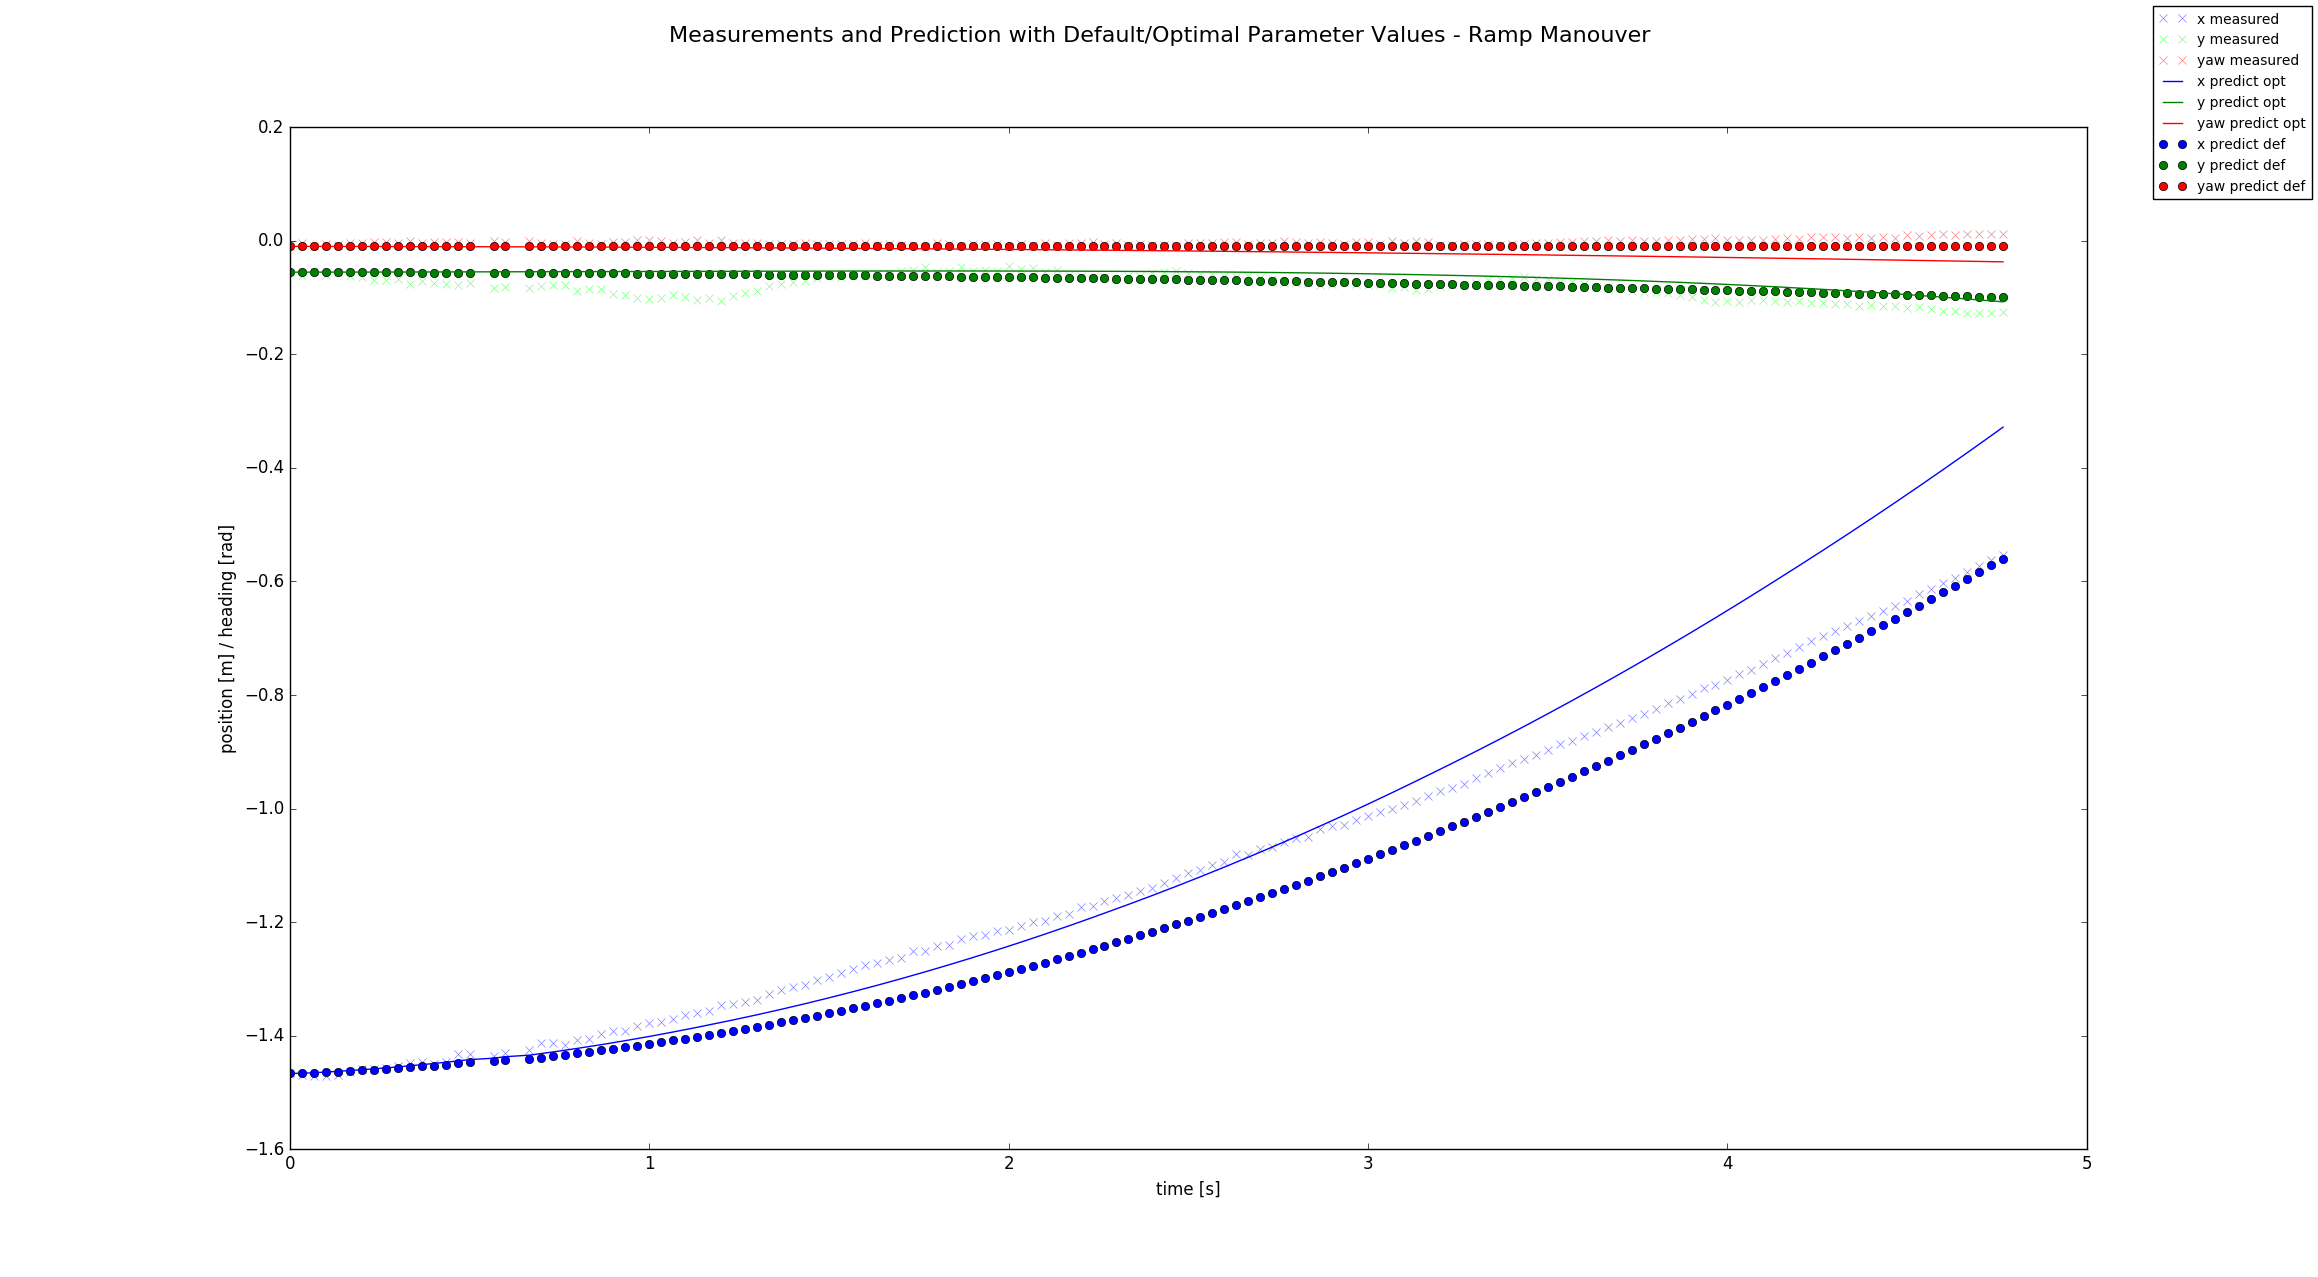 Measurements and Prediction with Default/Optimal Parameter Values - Ramp Manouver
x measured
y measured
yaw measured
x predict opt
y predict opt
yaw predict opt
x predict def
y predict def
yaw predict def
0.2
0.0
−0.2
−0.4
−0.6
−0.8
−1.0
−1.2
−1.4
−1.6
position [m] / heading [rad]
0
1
2
3
4
5
time [s]